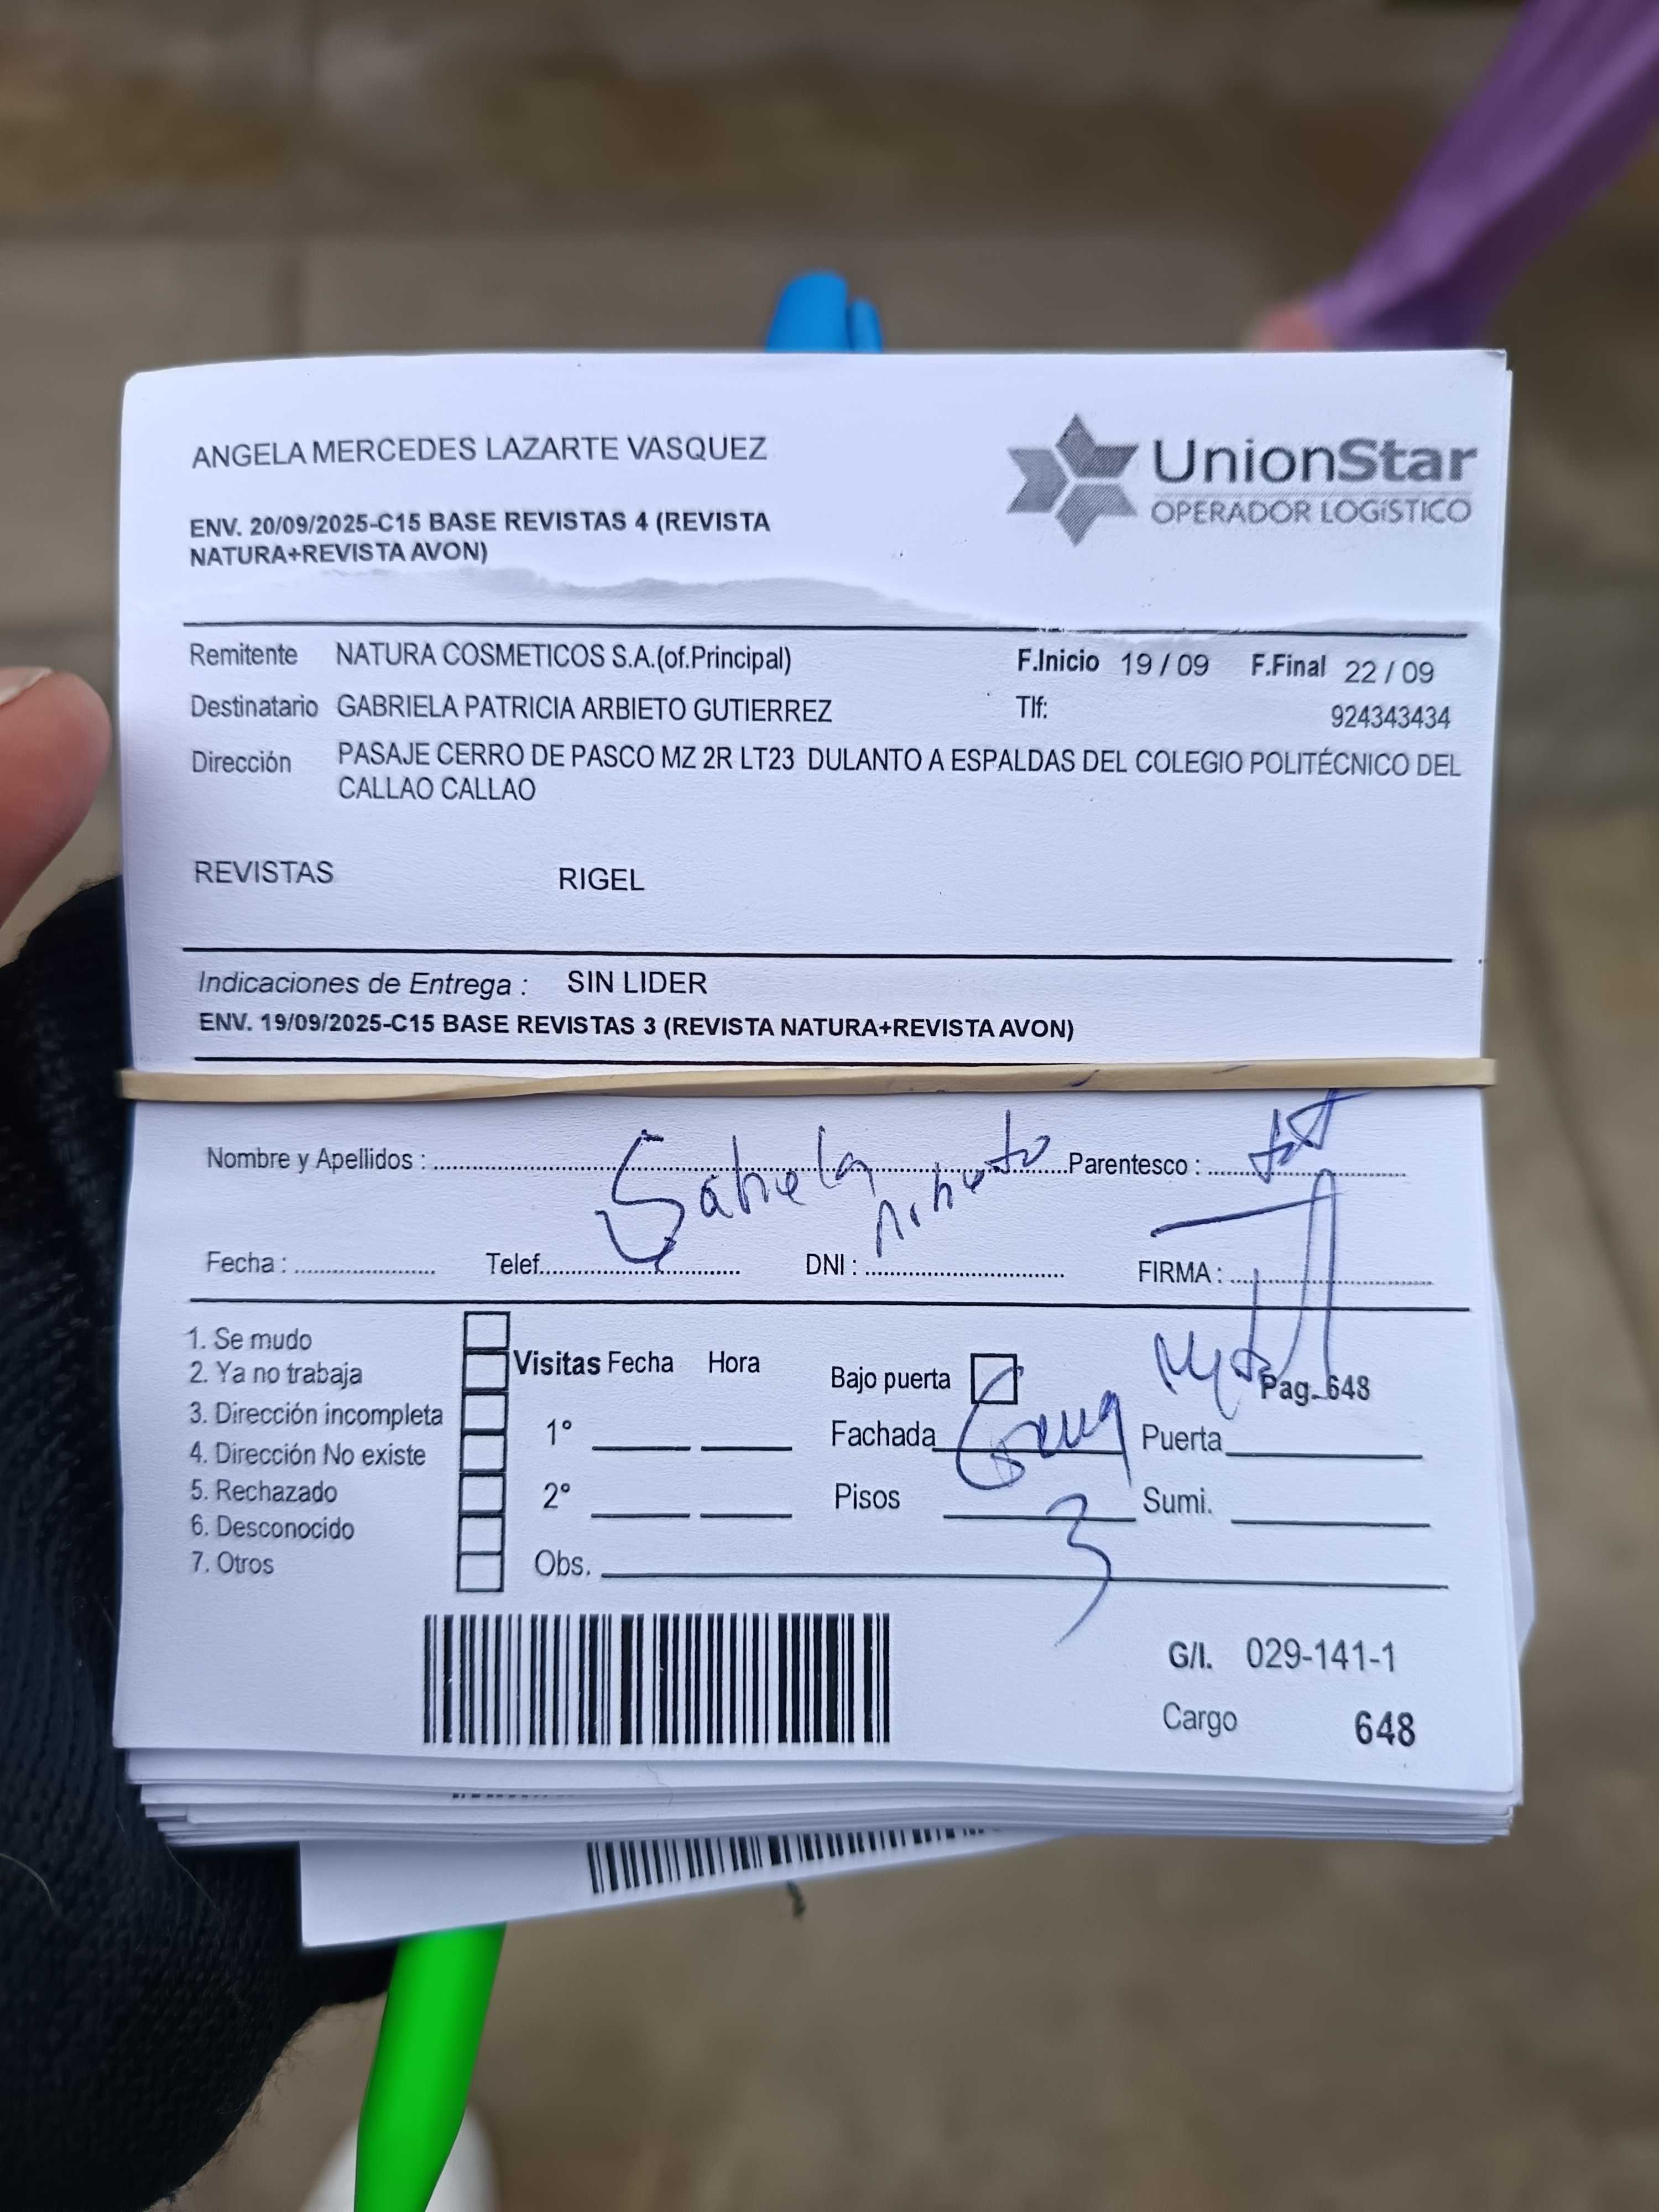 ANGELA MERCEDES LAZARTE VASQUEZ
UnionStar
OPERADOR LOGíSTICO
ENV. 20/09/2025-C15 BASE REVISTAS 4 (REVISTA
NATURA+REVISTA AVON)
Remitente NATURA COSMETICOS S.A.(of.Principal) F.Inicio 19 / 09 F.Final 22 / 09
Destinatario GABRIELA PATRICIA ARBIETO GUTIERREZ Tlf: 924343434
Dirección PASAJE CERRO DE PASCO MZ 2R LT23 DULANTO A ESPALDAS DEL COLEGIO POLITÉCNICO DEL
CALLAO CALLAO
REVISTAS RIGEL
Indicaciones de Entrega : SIN LIDER
ENV. 19/09/2025-C15 BASE REVISTAS 3 (REVISTA NATURA+REVISTA AVON)
Nombre y Apellidos : Gabriela Arbieto Parentesco :
Fecha : Telef. DNI : FIRMA :
1. Se mudo
2. Ya no trabaja
3. Dirección incompleta
4. Dirección No existe
5. Rechazado
6. Desconocido
7. Otros
Visitas Fecha Hora
1°
2°
Obs.
Bajo puerta Pag. 648
Fachada Puerta
Pisos 3 Sumi.
G/I. 029-141-1
Cargo 648